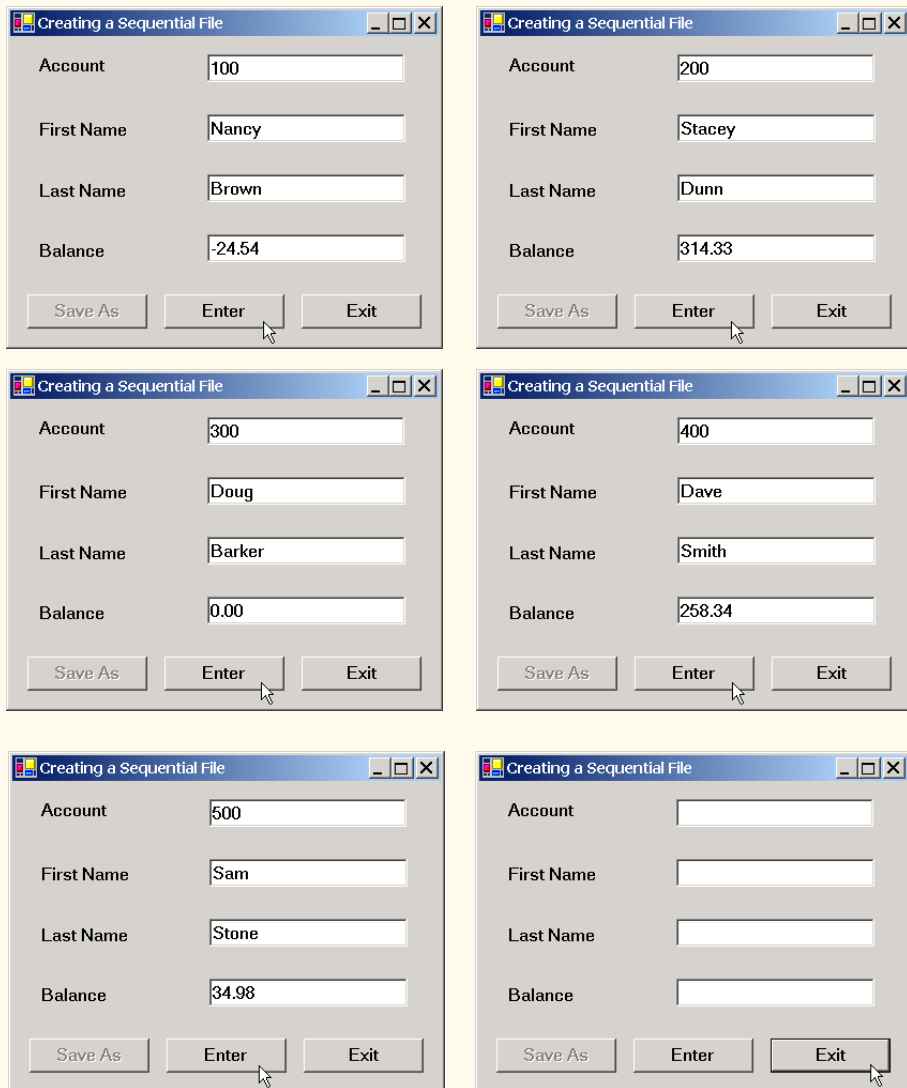 Creating a Sequential File
Account 100
First Name Nancy
Last Name Brown
Balance -24.54
Save As Enter Exit
Creating a Sequential File
Account 200
First Name Stacey
Last Name Dunn
Balance 314.33
Save As Enter Exit
Creating a Sequential File
Account 300
First Name Doug
Last Name Barker
Balance 0.00
Save As Enter Exit
Creating a Sequential File
Account 400
First Name Dave
Last Name Smith
Balance 258.34
Save As Enter Exit
Creating a Sequential File
Account 500
First Name Sam
Last Name Stone
Balance 34.98
Save As Enter Exit
Creating a Sequential File
Account
First Name
Last Name
Balance
Save As Enter Exit